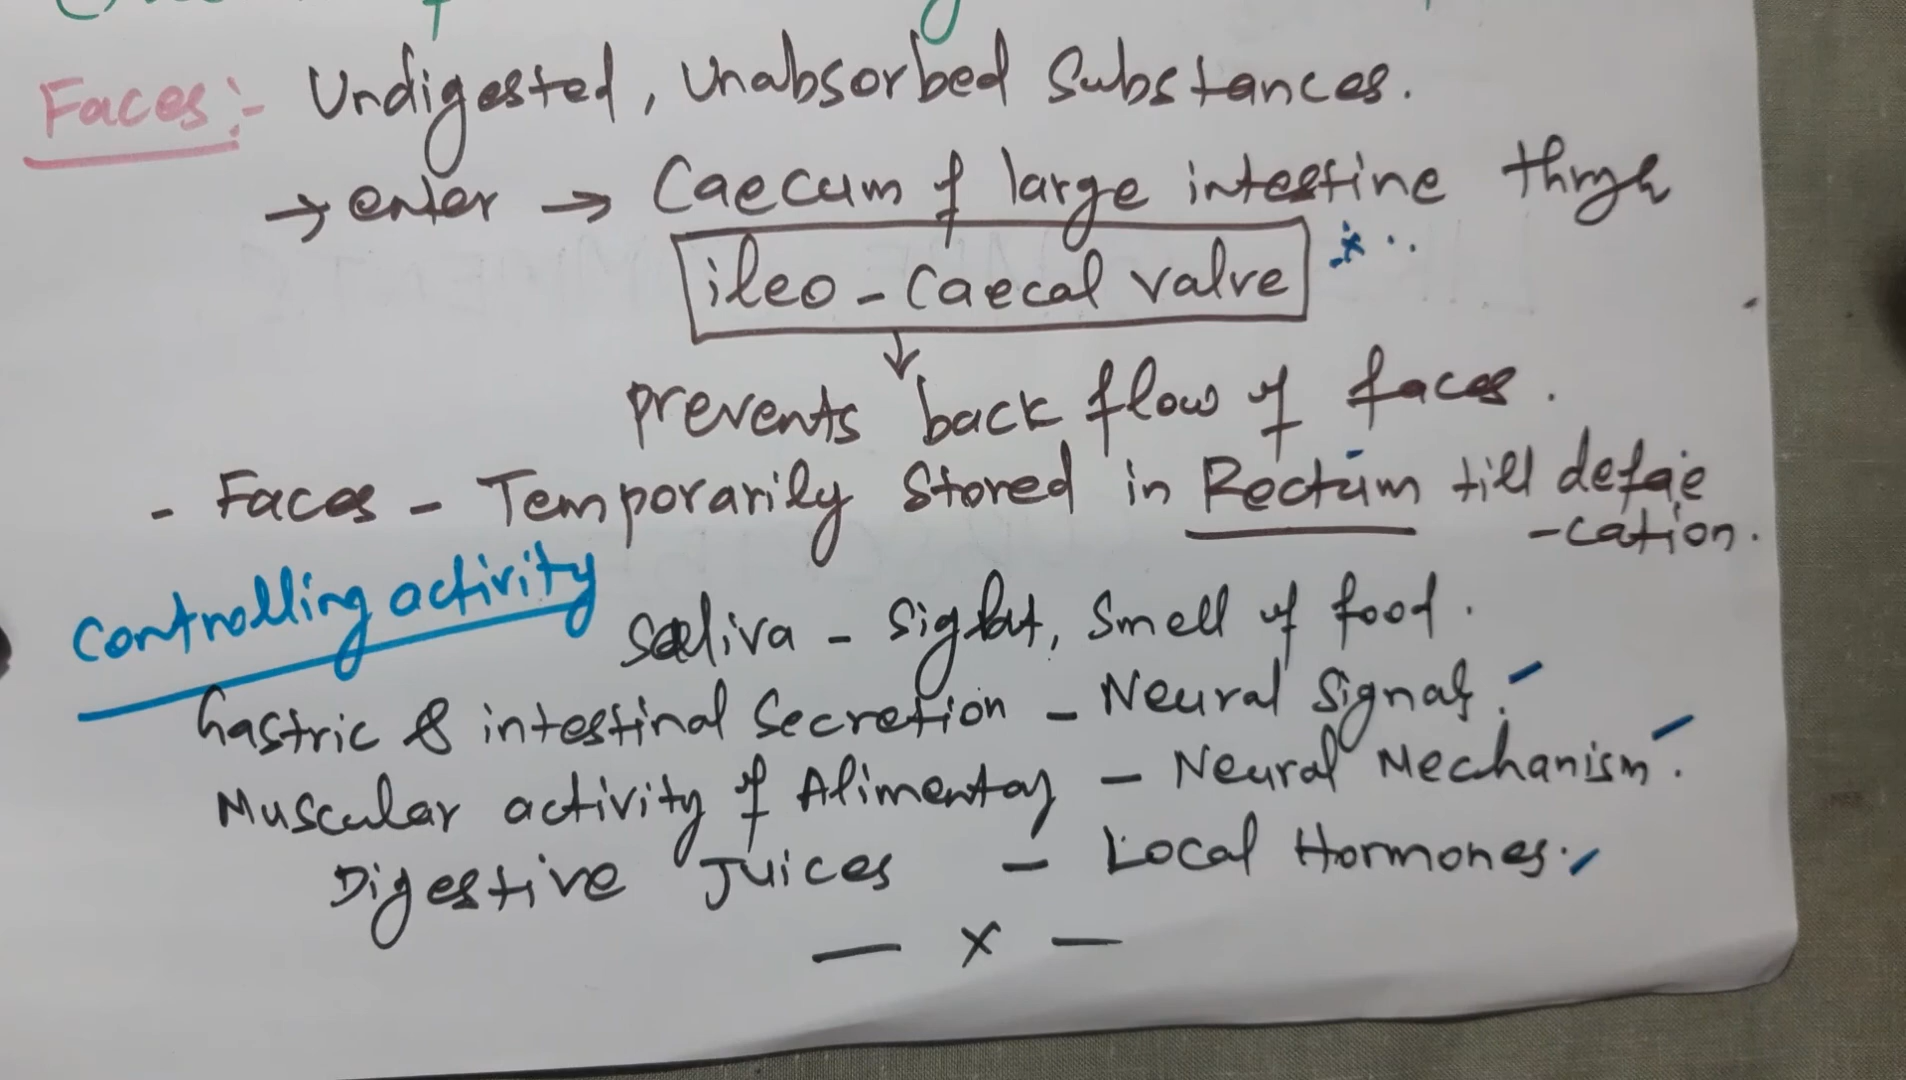 Faces:- Undigested, Unabsorbed Substances.
→ enter → Caecum of large intestine through
ileo - Caecal valve
prevents back flow of faces.
- Faces - Temporarily Stored in Rectum till defae
-cation.
Controlling activity
Saliva - Sight, Smell of food.
Gastric & intestinal Secretion - Neural Signals.
Muscular activity of Alimentary - Neural Mechanism.
Digestive Juices - Local Hormones.
— x —